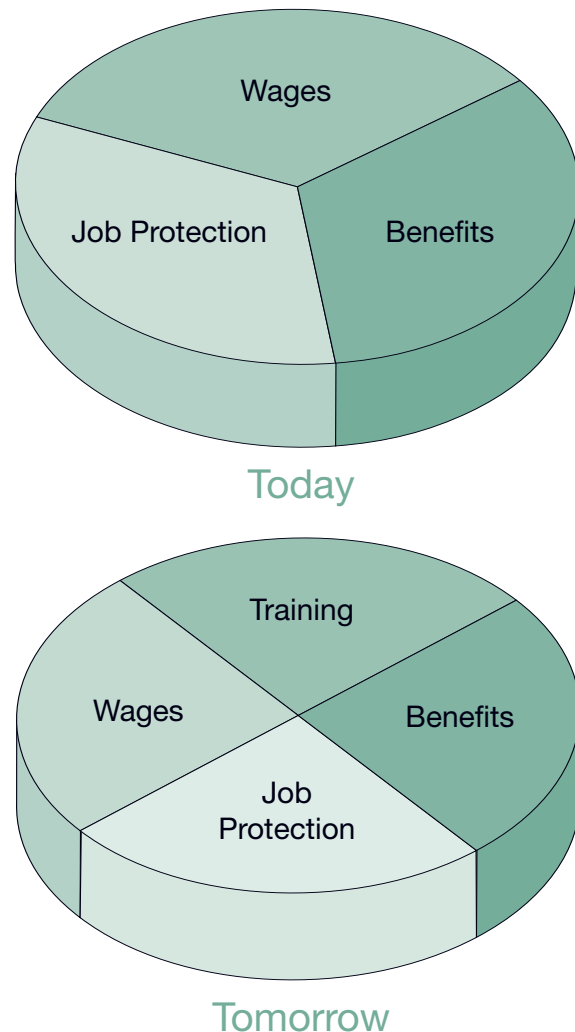 Wages
Job Protection
Benefits
Today
Training
Wages
Benefits
Job
Protection
Tomorrow